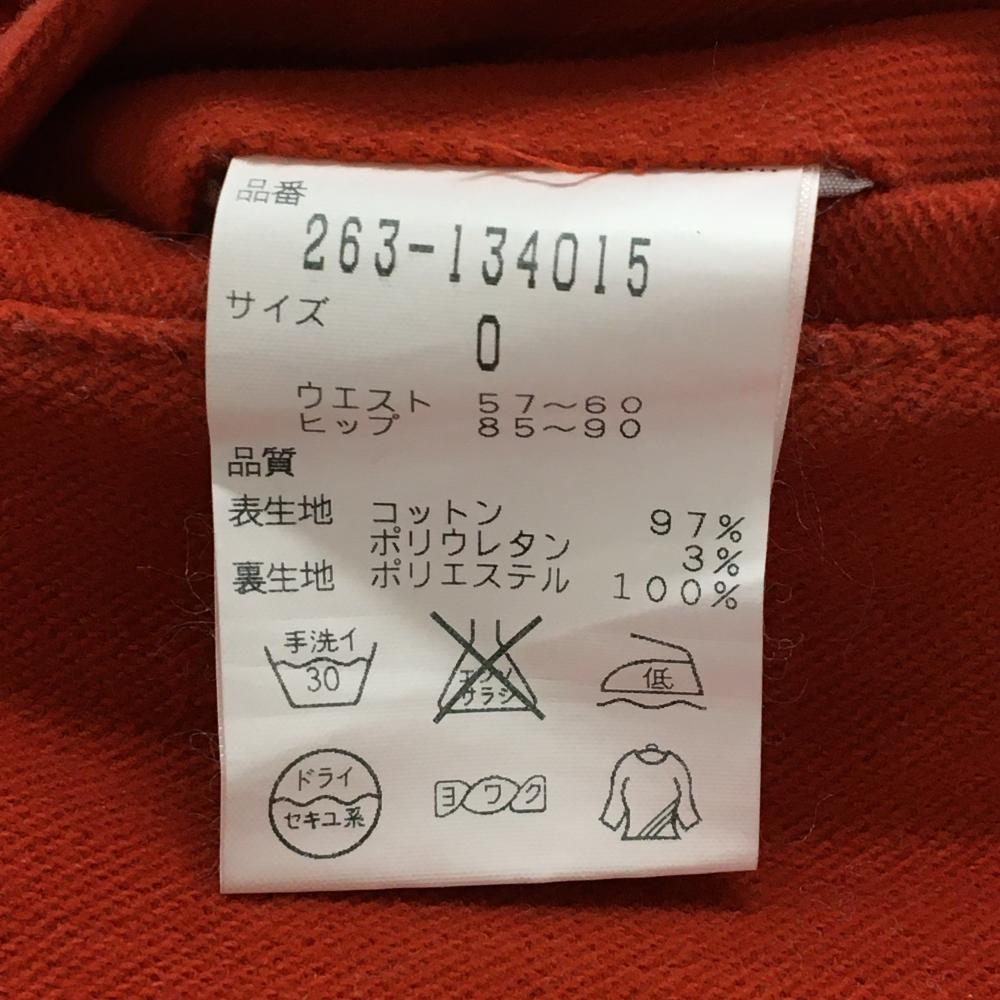 品番
263-134015
サイズ
0
ウエスト 57〜60
ヒップ 85〜90
品質
表生地 コットン 97%
ポリウレタン 3%
裏生地 ポリエステル 100%
手洗イ
30
エンソ
サラシ
低
ドライ
セキユ系
ヨワク